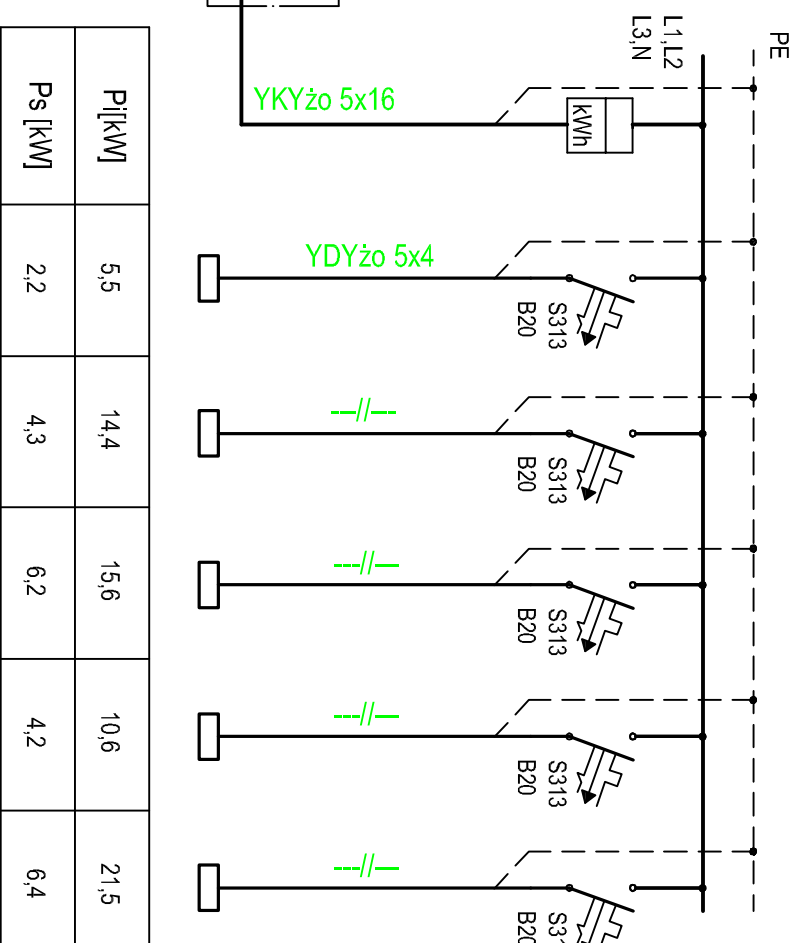 PE
L1,L2
L3,N
YKYżo 5x16
kWh
YDYżo 5x4
S313
B20
---//---
S313
B20
---//---
S313
B20
---//---
S313
B20
---//---
B20
Pi[kW] 5,5 14,4 15,6 10,6 21,5
Ps [kW] 2,2 4,3 6,2 4,2 6,4